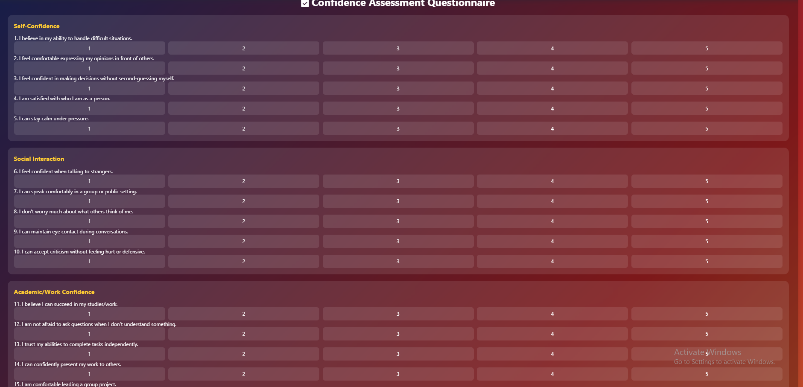 ☑ Confidence Assessment Questionnaire
Self-Confidence
1. I believe in my ability to handle difficult situations.
1 2 3 4 5
2. I feel comfortable expressing my opinions in front of others.
1 2 3 4 5
3. I feel confident in making decisions without second-guessing myself.
1 2 3 4 5
4. I am satisfied with who I am as a person.
1 2 3 4 5
5. I can stay calm under pressure.
1 2 3 4 5
Social Interaction
6. I feel confident when talking to strangers.
1 2 3 4 5
7. I can speak comfortably in a group or public setting.
1 2 3 4 5
8. I don't worry much about what others think of me.
1 2 3 4 5
9. I can maintain eye contact during conversations.
1 2 3 4 5
10. I can accept criticism without feeling hurt or defensive.
1 2 3 4 5
Academic/Work Confidence
11. I believe I can succeed in my studies/work.
1 2 3 4 5
12. I am not afraid to ask questions when I don't understand something.
1 2 3 4 5
13. I trust my abilities to complete tasks independently.
1 2 3 4 5
14. I can confidently present my work to others.
1 2 3 4 5
15. I am comfortable leading a group project.
Activate Windows
Go to Settings to activate Windows.